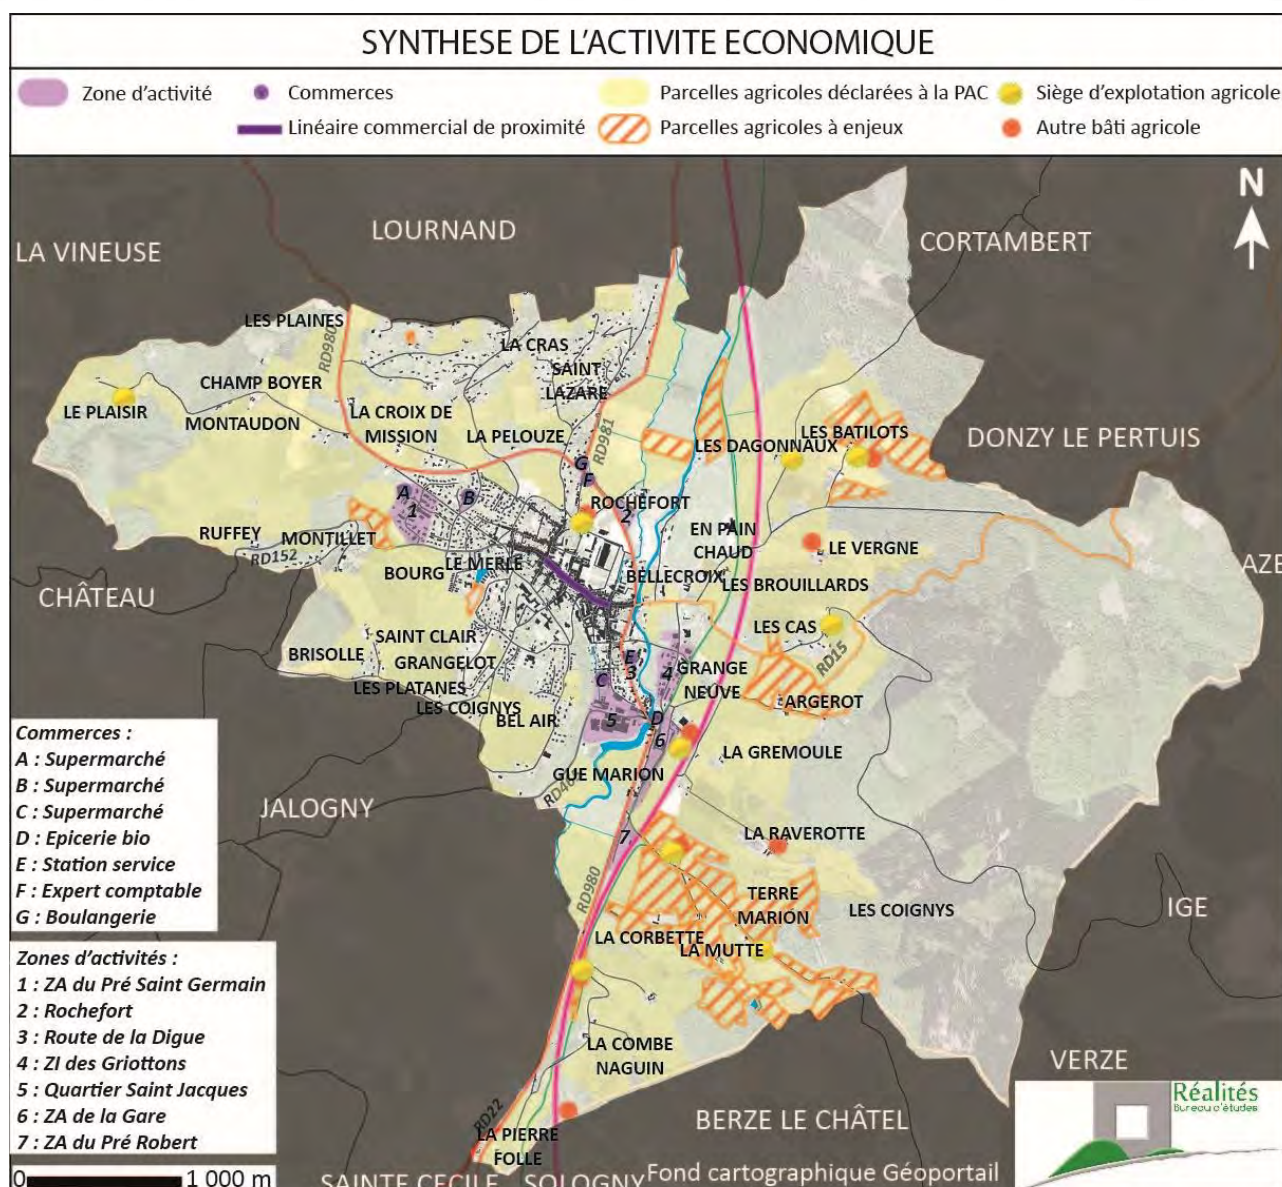 SYNTHESE DE L'ACTIVITE ECONOMIQUE
Zone d'activité
Commerces
Parcelles agricoles déclarées à la PAC
Siège d'explotation agricole
Linéaire commercial de proximité
Parcelles agricoles à enjeux
Autre bâti agricole
N
LOURNAND
CORTAMBERT
LA VINEUSE
LES PLAINES
RD980
LA CRAS
SAINT
LAZARE
CHAMP BOYER
LE PLAISIR
MONTAUDON
LA CROIX DE
MISSION
LA PELOUZE
RD981
LES DAGONNAUX
LES BATILOTS
DONZY LE PERTUIS
G
F
A
1
B
ROCHEFORT
2
RUFFEY
MONTILLET
RD152
EN PAIN
CHAUD
LE VERGNE
LE MERLE
BOURG
BELLECROIX
LES BROUILLARDS
AZE
CHÂTEAU
SAINT CLAIR
LES CAS
BRISOLLE
GRANGELOT
E
3
4
GRANGE
NEUVE
RD15
LES PLATANES
C
LES COIGNYS
ARGEROT
BEL AIR
5
D
6
LA GREMOULE
GUE MARION
JALOGNY
7
LA RAVEROTTE
RD980
TERRE
MARION
LES COIGNYS
IGE
LA CORBETTE
LA MUTTE
LA COMBE
NAGUIN
VERZE
RD22
LA PIERRE
FOLLE
BERZE LE CHÂTEL
SAINTE CECILE
SOLOGNY
Fond cartographique Géoportail
Commerces :
A : Supermarché
B : Supermarché
C : Supermarché
D : Epicerie bio
E : Station service
F : Expert comptable
G : Boulangerie
Zones d'activités :
1 : ZA du Pré Saint Germain
2 : Rochefort
3 : Route de la Digue
4 : ZI des Griottons
5 : Quartier Saint Jacques
6 : ZA de la Gare
7 : ZA du Pré Robert
0
1 000 m
Réalités
Bureau d'études